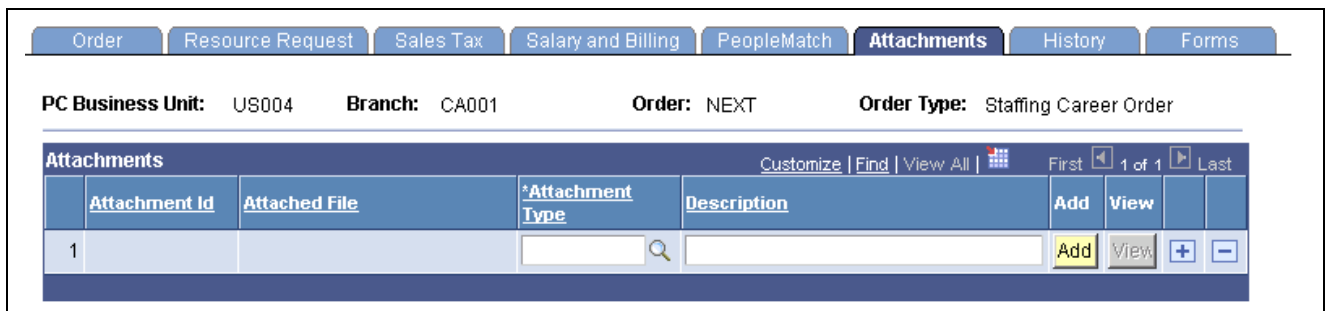 Order Resource Request Sales Tax Salary and Billing PeopleMatch Attachments History Forms
PC Business Unit: US004 Branch: CA001 Order: NEXT Order Type: Staffing Career Order
Attachments Customize | Find | View All | First 1 of 1 Last
Attachment Id Attached File *Attachment Type Description Add View
1 Add View